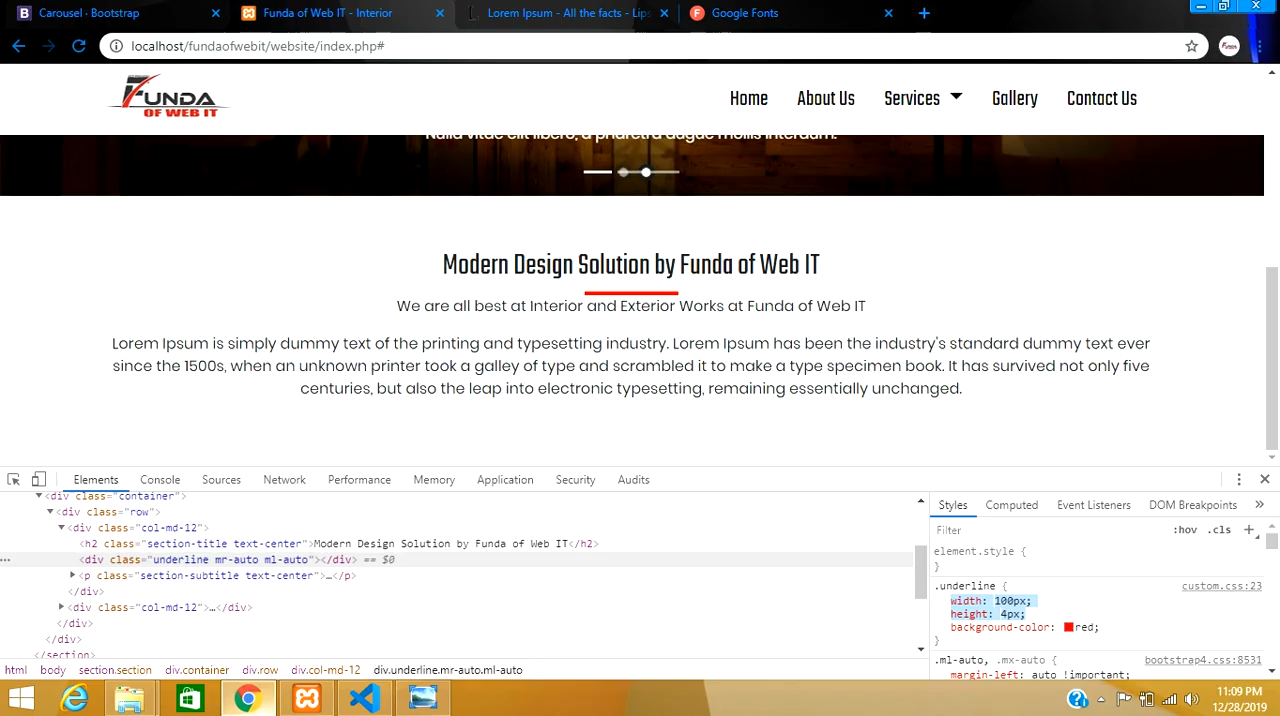 Carousel · Bootstrap
Funda of Web IT - Interior
Lorem Ipsum - All the facts - Lips
Google Fonts
localhost/fundaofwebit/website/index.php#
FUNDA
OF WEB IT
Home About Us Services Gallery Contact Us
Nulla vitae elit libero, a pharetra augue mollis interdum.
Modern Design Solution by Funda of Web IT
We are all best at Interior and Exterior Works at Funda of Web IT
Lorem Ipsum is simply dummy text of the printing and typesetting industry. Lorem Ipsum has been the industry's standard dummy text ever
since the 1500s, when an unknown printer took a galley of type and scrambled it to make a type specimen book. It has survived not only five
centuries, but also the leap into electronic typesetting, remaining essentially unchanged.
Elements Console Sources Network Performance Memory Application Security Audits
<div class="container">
<div class="row">
<div class="col-md-12">
<h2 class="section-title text-center">Modern Design Solution by Funda of Web IT</h2>
<div class="underline mr-auto ml-auto"></div> == $0
<p class="section-subtitle text-center">…</p>
</div>
<div class="col-md-12">…</div>
</div>
</div>
</section>
html body section.section div.container div.row div.col-md-12 div.underline.mr-auto.ml-auto
Styles Computed Event Listeners DOM Breakpoints »
Filter :hov .cls +
element.style {
}
.underline { custom.css:23
width: 100px;
height: 4px;
background-color: red;
}
.ml-auto, .mx-auto { bootstrap4.css:8531
margin-left: auto !important;
11:09 PM
12/28/2019